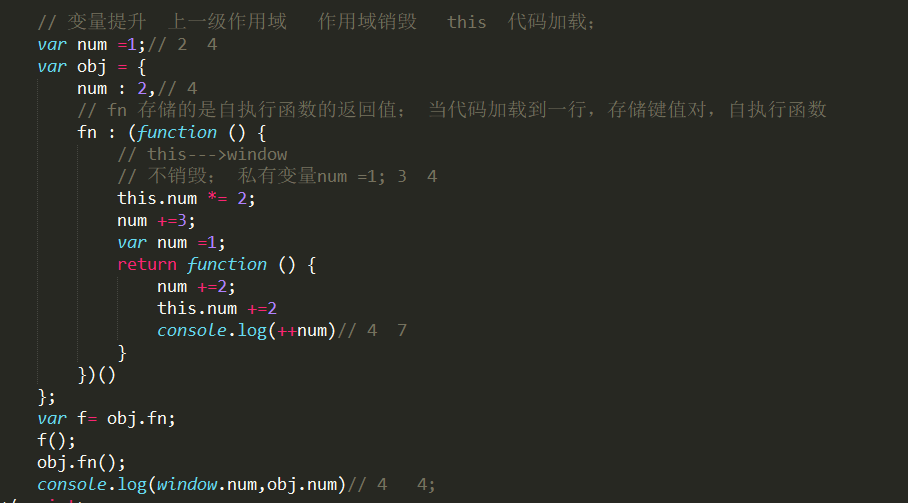 // 变量提升  上一级作用域   作用域销毁   this  代码加载;
var num =1;// 2  4
var obj = {
    num : 2,// 4
    // fn 存储的是自执行函数的返回值； 当代码加载到一行，存储键值对，自执行函数
    fn : (function () {
        // this--->window
        // 不销毁； 私有变量num =1; 3  4
        this.num *= 2;
        num +=3;
        var num =1;
        return function () {
            num +=2;
            this.num +=2
            console.log(++num)// 4  7
        }
    })()
};
var f= obj.fn;
f();
obj.fn();
console.log(window.num,obj.num)// 4   4;